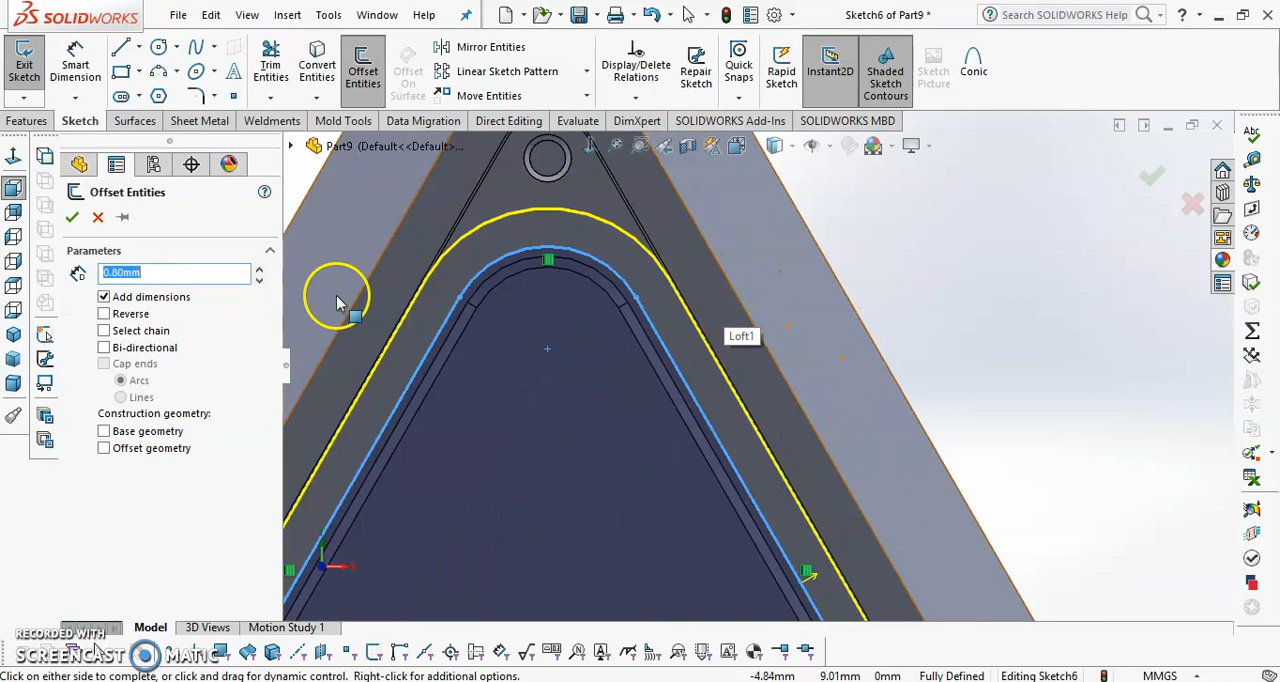 SOLIDWORKS
File Edit View Insert Tools Window Help
Sketch6 of Part9 *
Search SOLIDWORKS Help
Exit Sketch
Smart Dimension
Trim Entities
Convert Entities
Offset Entities
Offset On Surface
Mirror Entities
Linear Sketch Pattern
Move Entities
Display/Delete Relations
Repair Sketch
Quick Snaps
Rapid Sketch
Instant2D
Shaded Sketch Contours
Sketch Picture
Conic
Features Sketch Surfaces Sheet Metal Weldments Mold Tools Data Migration Direct Editing Evaluate DimXpert SOLIDWORKS Add-Ins SOLIDWORKS MBD
Part9 (Default<<Default>...
Offset Entities
Parameters
0.80mm
Add dimensions
Reverse
Select chain
Bi-directional
Cap ends
Arcs
Lines
Construction geometry:
Base geometry
Offset geometry
Loft1
Model 3D Views Motion Study 1
RECORDED WITH
SCREENCAST MATIC
Click on either side to complete, or click and drag for dynamic control. Right-click for additional options.
-4.84mm 9.01mm 0mm Fully Defined Editing Sketch6 MMGS